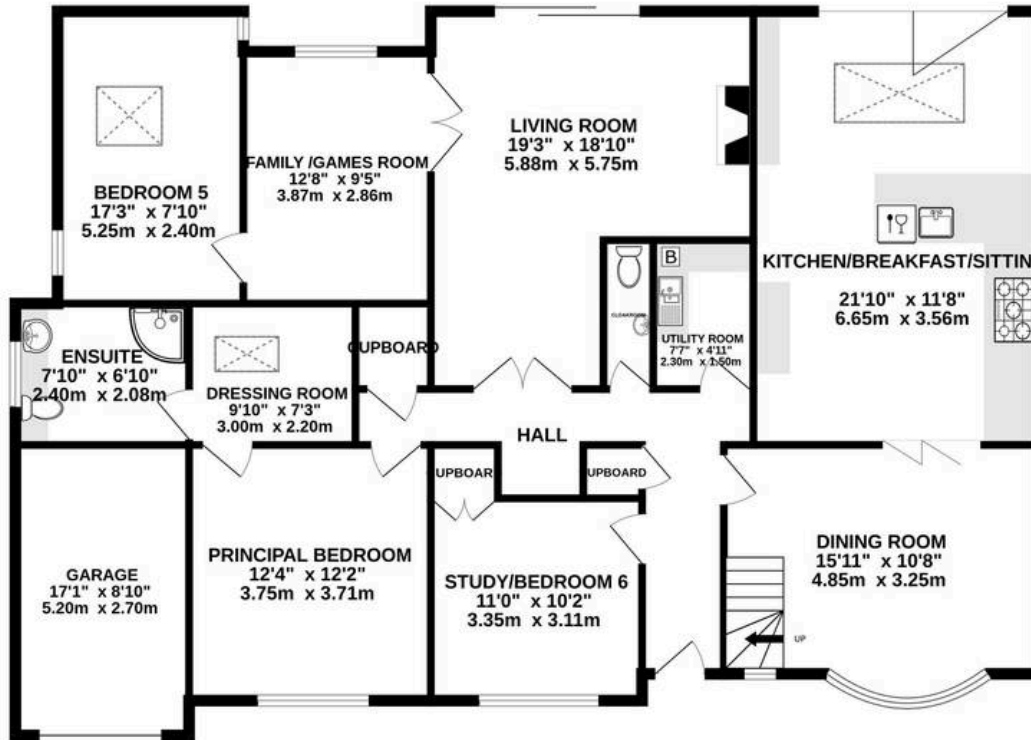 BEDROOM 5
17'3" x 7'10"
5.25m x 2.40m
FAMILY /GAMES ROOM
12'8" x 9'5"
3.87m x 2.86m
LIVING ROOM
19'3" x 18'10"
5.88m x 5.75m
KITCHEN/BREAKFAST/SITTIN
21'10" x 11'8"
6.65m x 3.56m
B
CLOAKROOM
UTILITY ROOM
7'7" x 4'11"
2.30m x 1.50m
ENSUITE
7'10" x 6'10"
2.40m x 2.08m
DRESSING ROOM
9'10" x 7'3"
3.00m x 2.20m
CUPBOARD
HALL
UPBOAR
UPBOARD
GARAGE
17'1" x 8'10"
5.20m x 2.70m
PRINCIPAL BEDROOM
12'4" x 12'2"
3.75m x 3.71m
STUDY/BEDROOM 6
11'0" x 10'2"
3.35m x 3.11m
DINING ROOM
15'11" x 10'8"
4.85m x 3.25m
UP